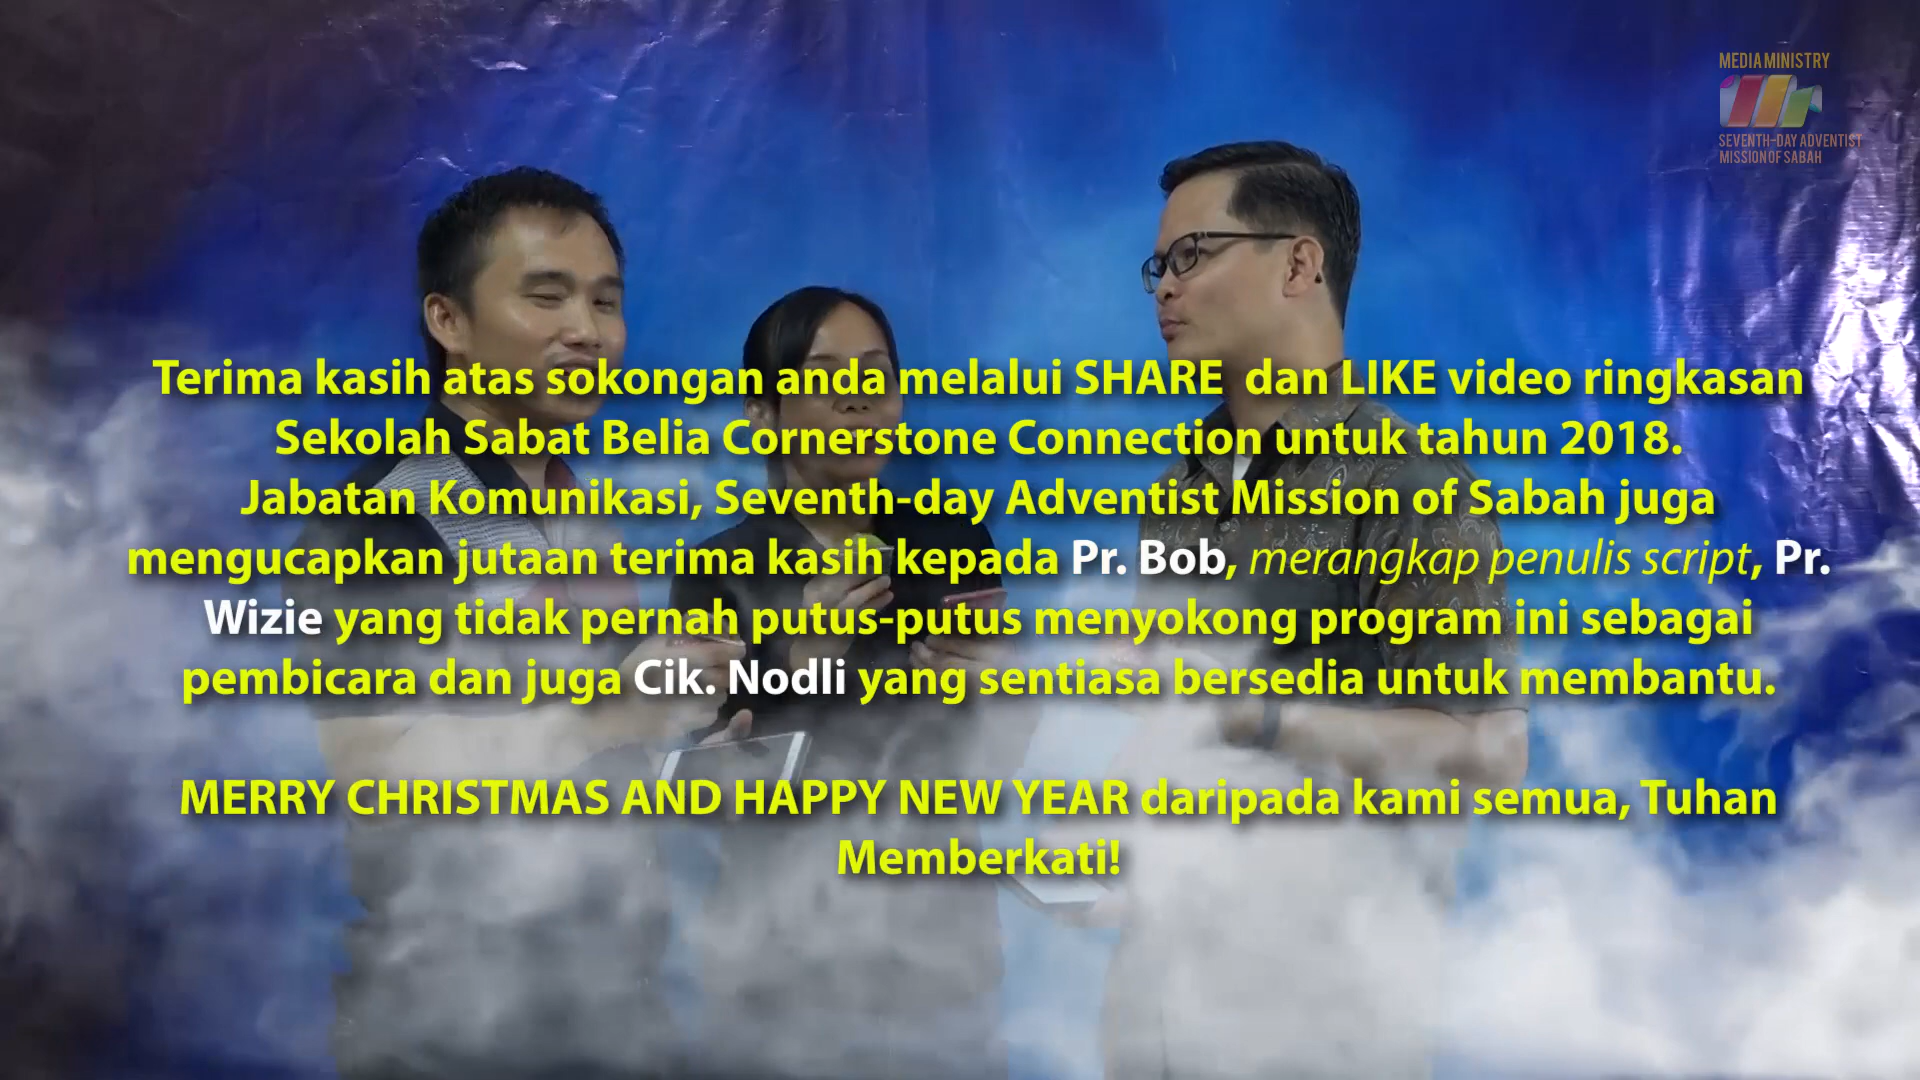 MEDIA MINISTRY
SEVENTH-DAY ADVENTIST
MISSION OF SABAH
Terima kasih atas sokongan anda melalui SHARE dan LIKE video ringkasan
Sekolah Sabat Belia Cornerstone Connection untuk tahun 2018.
Jabatan Komunikasi, Seventh-day Adventist Mission of Sabah juga
mengucapkan jutaan terima kasih kepada Pr. Bob, merangkap penulis script, Pr.
Wizie yang tidak pernah putus-putus menyokong program ini sebagai
pembicara dan juga Cik. Nodli yang sentiasa bersedia untuk membantu.
MERRY CHRISTMAS AND HAPPY NEW YEAR daripada kami semua, Tuhan
Memberkati!